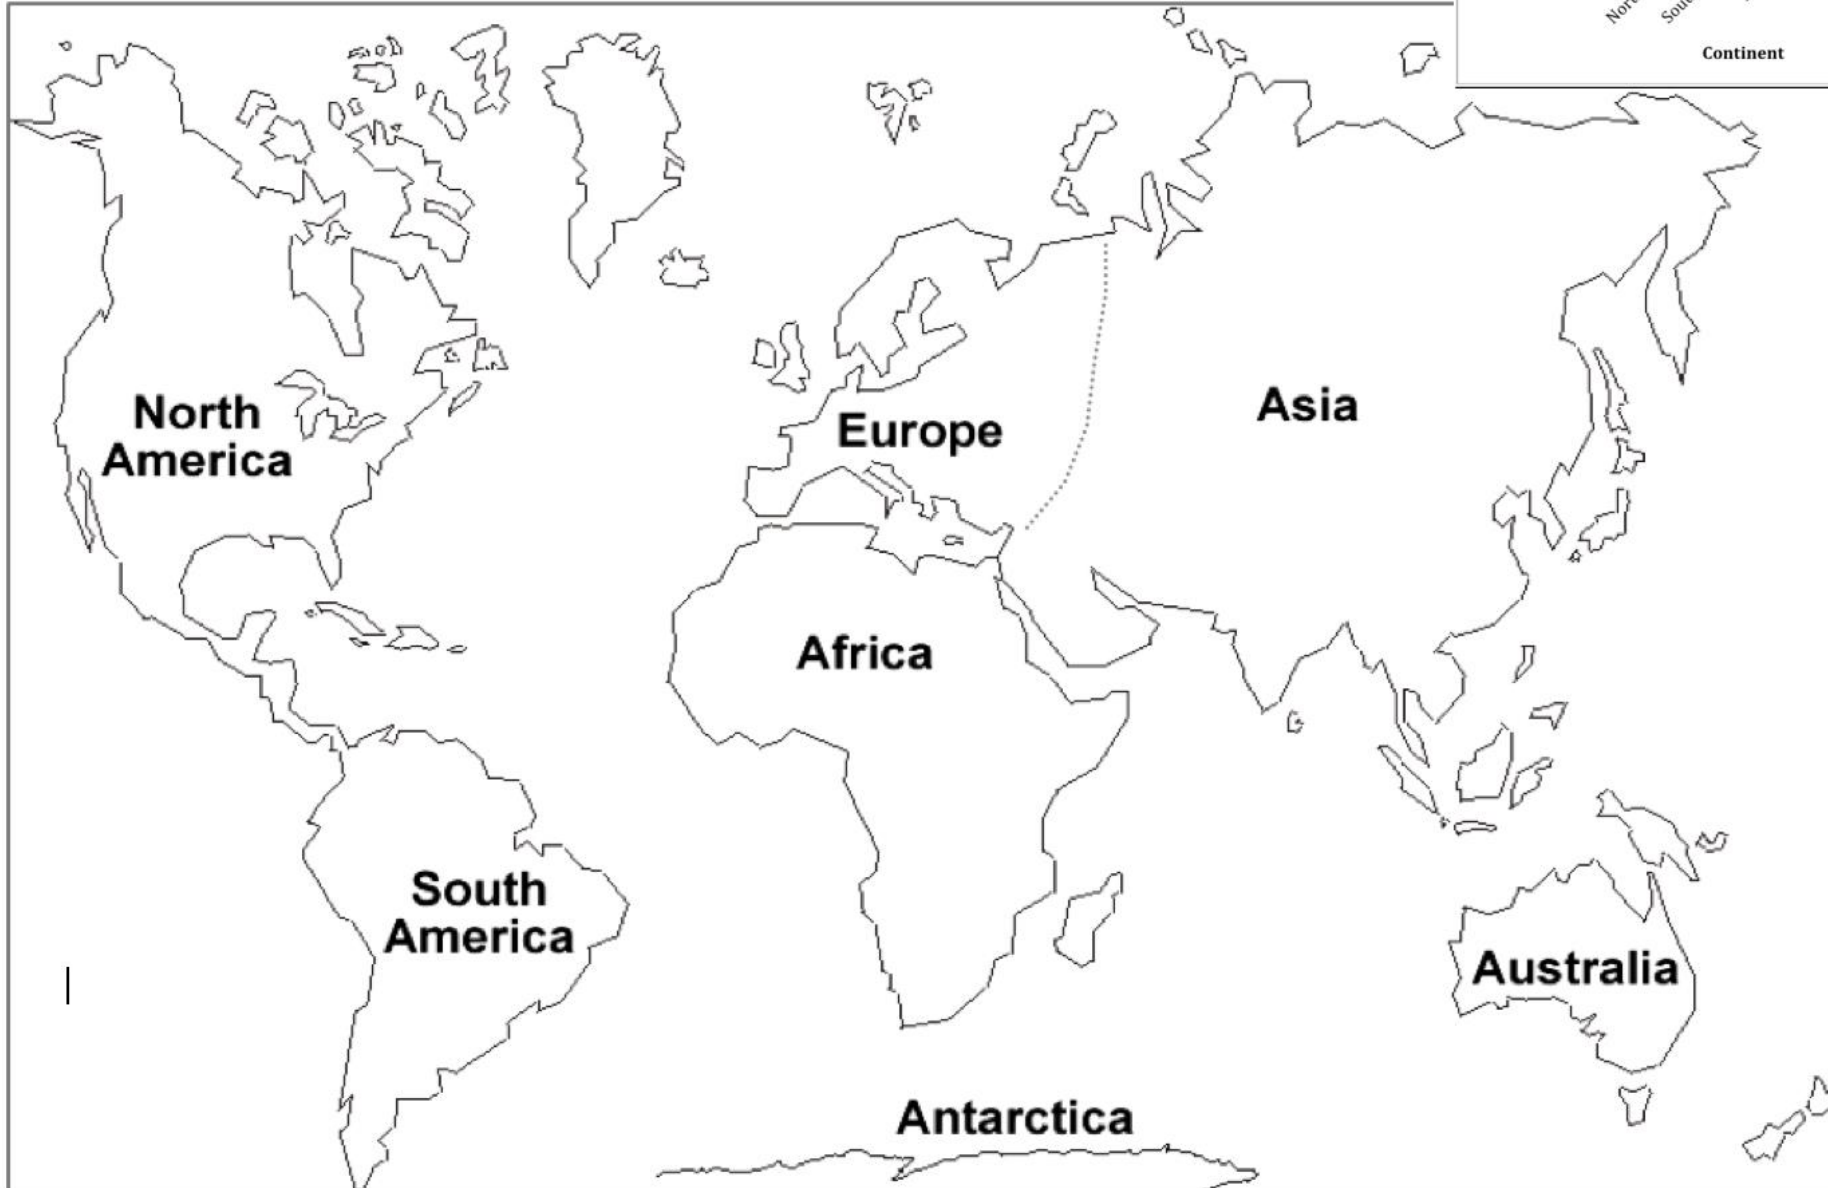 Continent
North
America
Europe
Asia
Africa
South
America
Australia
Antarctica